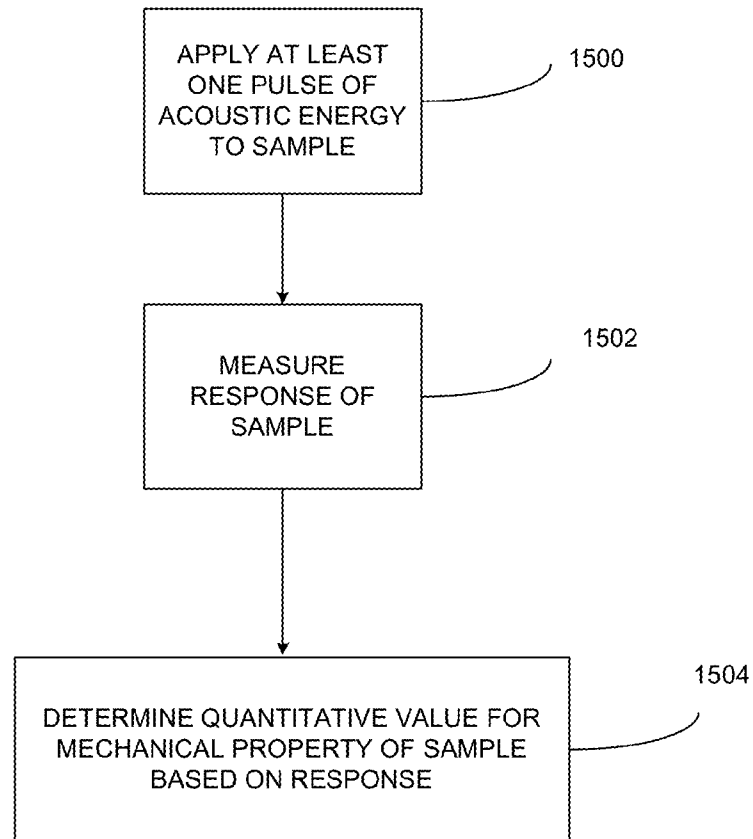 APPLY AT LEAST
ONE PULSE OF
ACOUSTIC ENERGY
TO SAMPLE
1500
MEASURE
RESPONSE OF
SAMPLE
1502
DETERMINE QUANTITATIVE VALUE FOR
MECHANICAL PROPERTY OF SAMPLE
BASED ON RESPONSE
1504